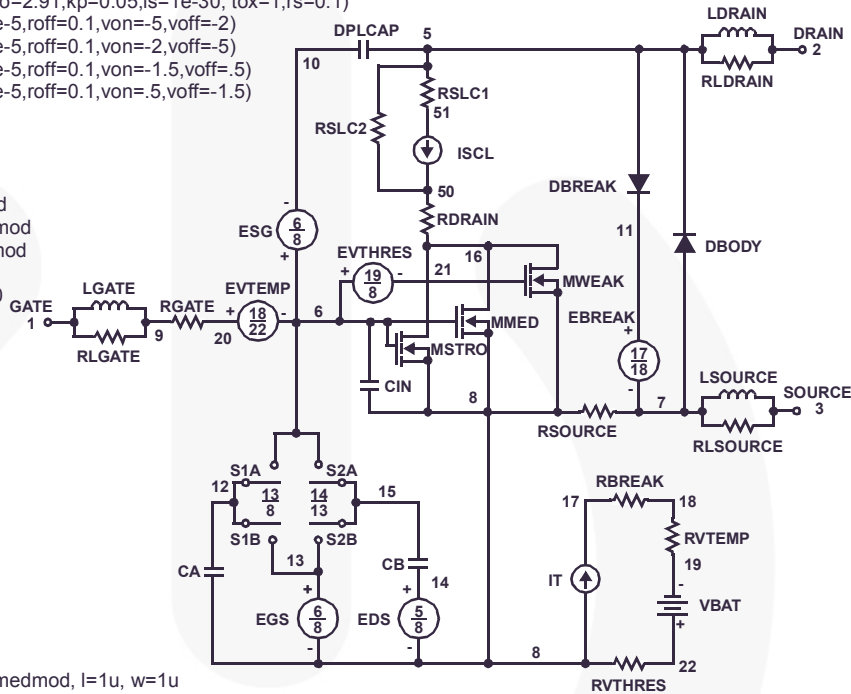 o=2.91,kp=0.05,is=1e-30, tox=1,rs=0.1)
e-5,roff=0.1,von=-5,voff=-2)
e-5,roff=0.1,von=-2,voff=-5)
e-5,roff=0.1,von=-1.5,voff=.5)
e-5,roff=0.1,von=.5,voff=-1.5)
LDRAIN
DPLCAP 5 DRAIN
2
10
RLDRAIN
RSLC1
51
RSLC2
ISCL
DBREAK
50
RDRAIN
ESG 6
8
- +
11
DBODY
EVTHRES
+ 19
8 -
21
16
MWEAK
LGATE
GATE
1
RLGATE
9
RGATE
20
EVTEMP
+ 18
22 -
6
MMED
MSTRO
EBREAK
+
17
18
-
CIN
LSOURCE
SOURCE
3
8
7
RSOURCE
RLSOURCE
S1A S2A
12
13
8
14
13
15
S1B S2B
13
CA
CB
14
+ +
EGS 6
8
EDS 5
8
- -
RBREAK
17 18
RVTEMP
19
IT
-
VBAT
+
8
22
RVTHRES
d
mod
mod
)
medmod, l=1u, w=1u